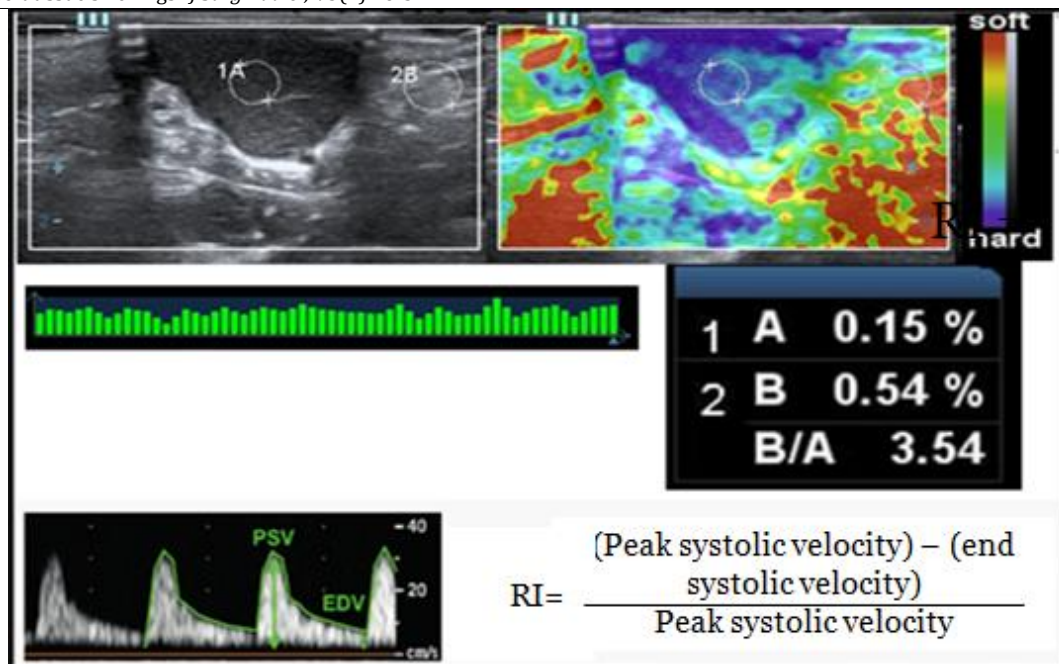 soft
1A
2B
R
hard
1 A 0.15 %
2 B 0.54 %
B/A 3.54
40
PSV
20
EDV
cm/s
(Peak systolic velocity) – (end
systolic velocity)
RI=
Peak systolic velocity